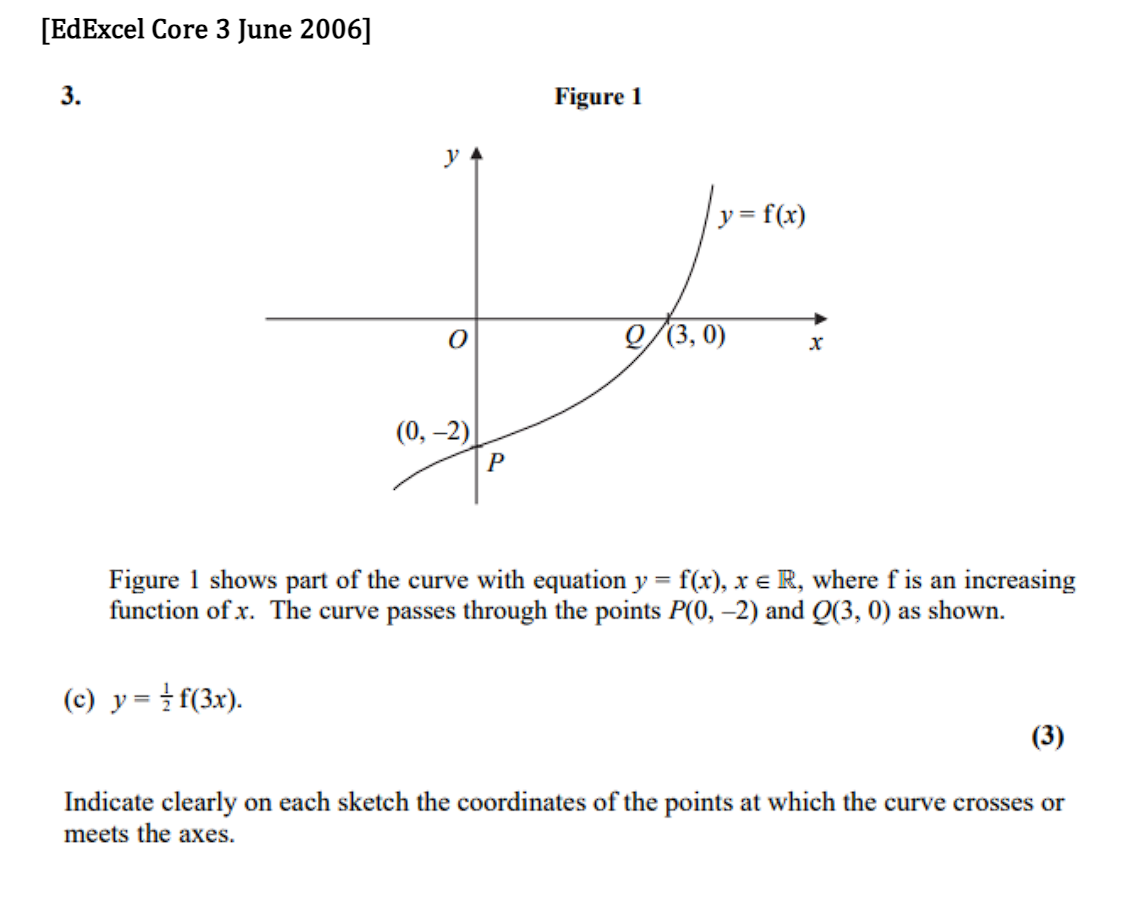 [EdExcel Core 3 June 2006]
3.
Figure 1
y
y = f(x)
O
Q
(3, 0)
x
(0, –2)
P
Figure 1 shows part of the curve with equation y = f(x), x ∈ ℝ, where f is an increasing
function of x. The curve passes through the points P(0, –2) and Q(3, 0) as shown.
(c) y = ½ f(3x).
(3)
Indicate clearly on each sketch the coordinates of the points at which the curve crosses or
meets the axes.